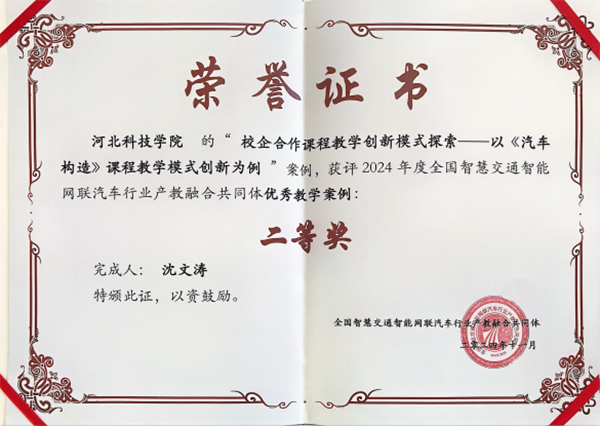 荣誉证书
河北科技学院 的“ 校企合作课程教学创新模式探索——以《汽车
构造》课程教学模式创新为例 ”案例，获评2024年度全国智慧交通智能
网联汽车行业产教融合共同体优秀教学案例：
二等奖
完成人： 沈文涛
特颁此证，以资鼓励。
全国智慧交通智能网联汽车行业产教融合共同体
二〇二四年十一月